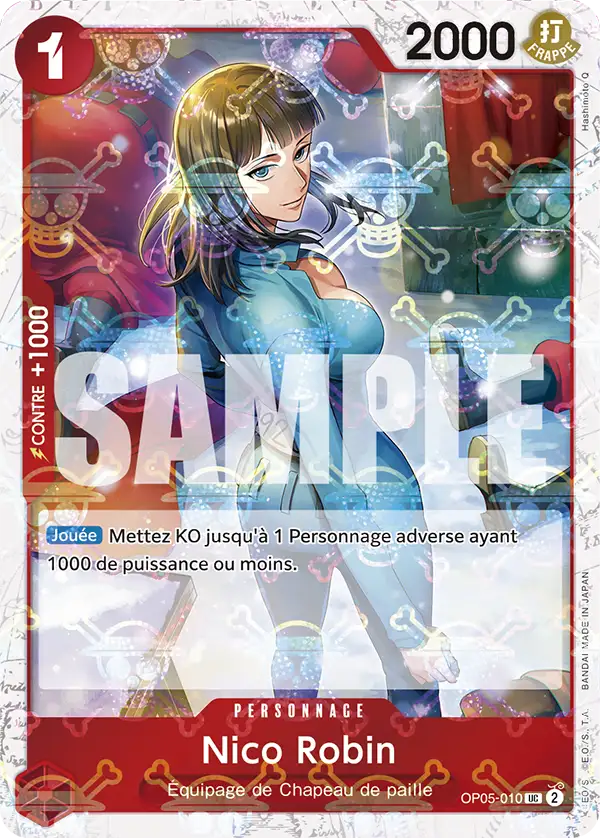 1
2000
打
FRAPPE
Hashimoto Q
CONTRE +1000
SAMPLE
92
Jouée Mettez KO jusqu'à 1 Personnage adverse ayant
1000 de puissance ou moins.
©E.O./S. ©E.O./S.,T.A. BANDAI MADE IN JAPAN
PERSONNAGE
Nico Robin
Équipage de Chapeau de paille
OP05-010 UC 2